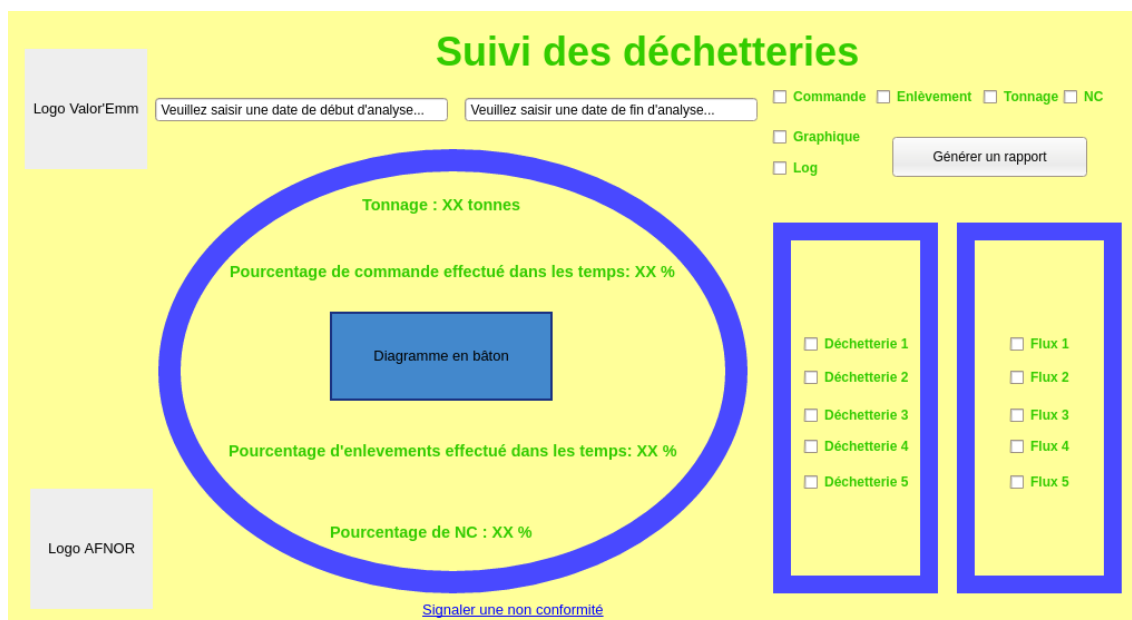 Suivi des déchetteries
Logo Valor'Emm
Veuillez saisir une date de début d'analyse...
Veuillez saisir une date de fin d'analyse...
Commande
Enlèvement
Tonnage
NC
Graphique
Log
Générer un rapport
Tonnage : XX tonnes
Pourcentage de commande effectué dans les temps: XX %
Diagramme en bâton
Pourcentage d'enlevements effectué dans les temps: XX %
Pourcentage de NC : XX %
Déchetterie 1
Déchetterie 2
Déchetterie 3
Déchetterie 4
Déchetterie 5
Flux 1
Flux 2
Flux 3
Flux 4
Flux 5
Logo AFNOR
Signaler une non conformité